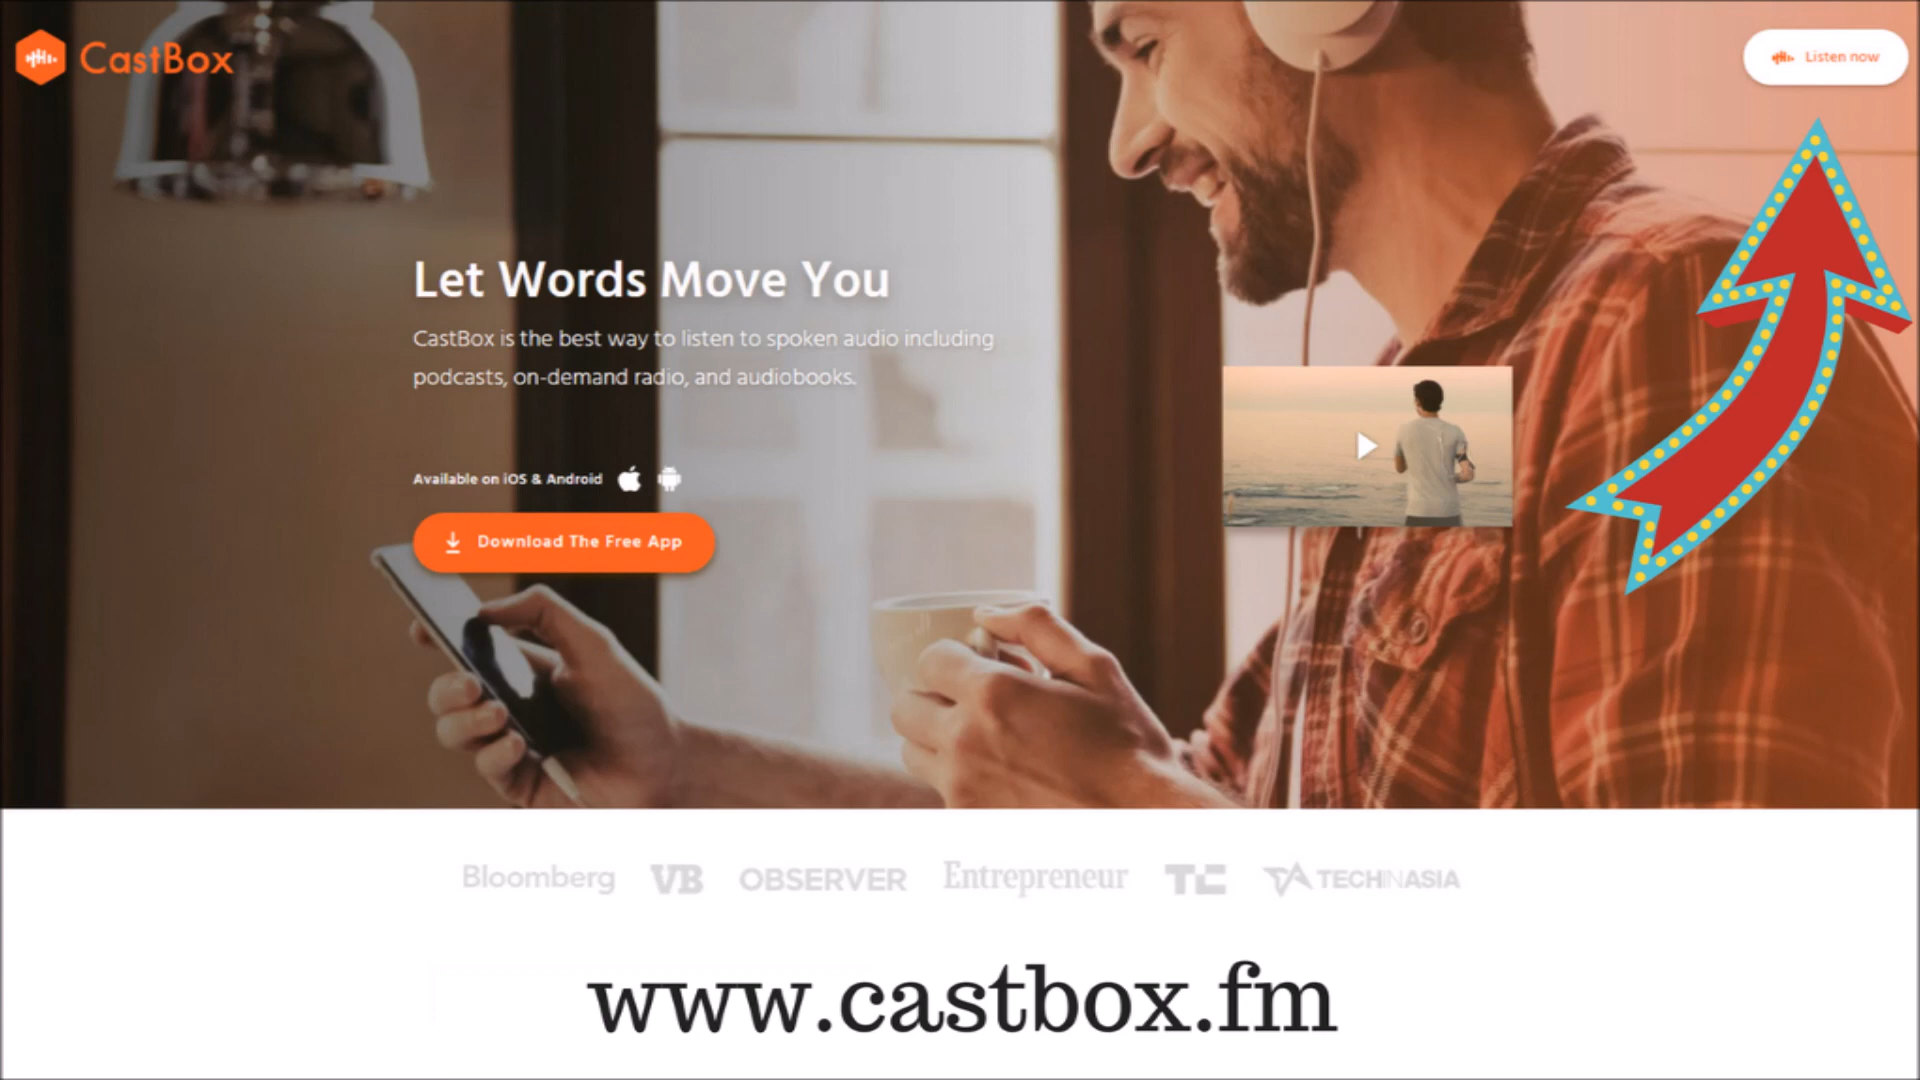 CastBox
Listen now
Let Words Move You
CastBox is the best way to listen to spoken audio including
podcasts, on-demand radio, and audiobooks.
Available on iOS & Android
Download The Free App
Bloomberg VB OBSERVER Entrepreneur TC TECHINASIA
www.castbox.fm